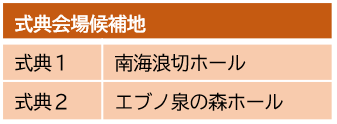 式典会場候補地
式典１ 南海浪切ホール
式典２ エブノ泉の森ホール